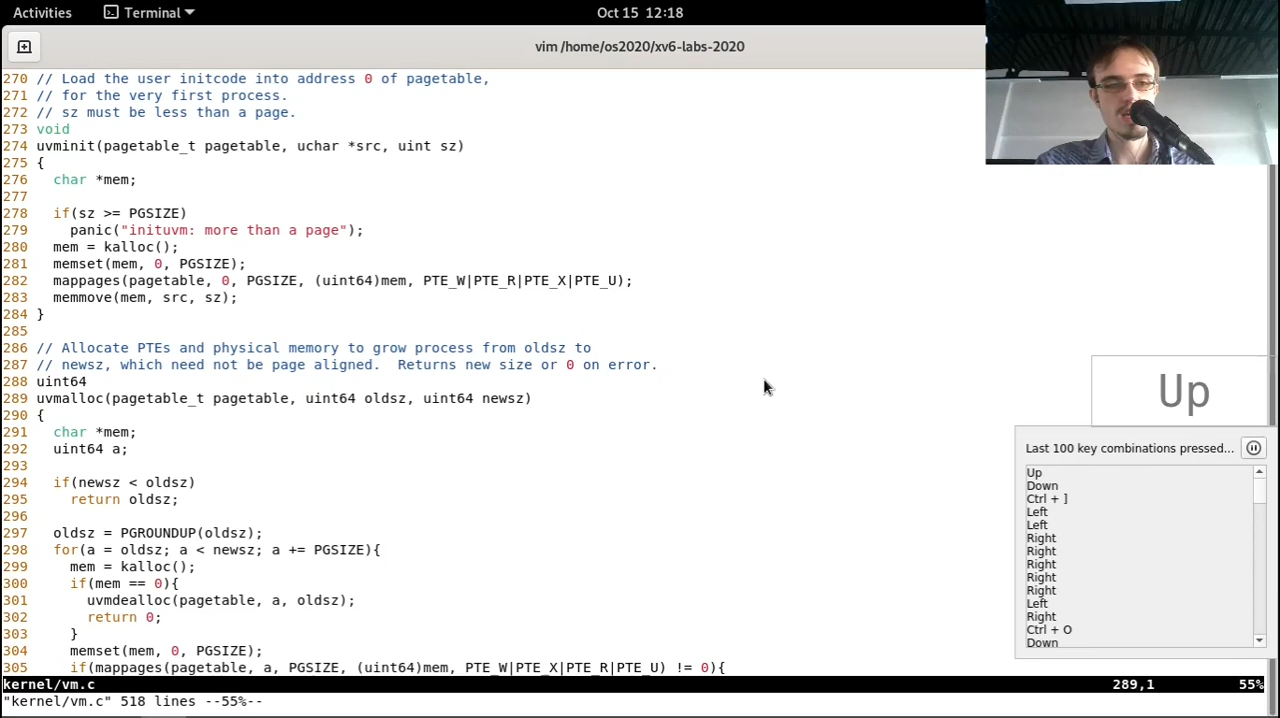 Activities
Terminal
Oct 15 12:18
vim /home/os2020/xv6-labs-2020
270 // Load the user initcode into address 0 of pagetable,
271 // for the very first process.
272 // sz must be less than a page.
273 void
274 uvminit(pagetable_t pagetable, uchar *src, uint sz)
275 {
276   char *mem;
277
278   if(sz >= PGSIZE)
279     panic("inituvm: more than a page");
280   mem = kalloc();
281   memset(mem, 0, PGSIZE);
282   mappages(pagetable, 0, PGSIZE, (uint64)mem, PTE_W|PTE_R|PTE_X|PTE_U);
283   memmove(mem, src, sz);
284 }
285
286 // Allocate PTEs and physical memory to grow process from oldsz to
287 // newsz, which need not be page aligned.  Returns new size or 0 on error.
288 uint64
289 uvmalloc(pagetable_t pagetable, uint64 oldsz, uint64 newsz)
290 {
291   char *mem;
292   uint64 a;
293
294   if(newsz < oldsz)
295     return oldsz;
296
297   oldsz = PGROUNDUP(oldsz);
298   for(a = oldsz; a < newsz; a += PGSIZE){
299     mem = kalloc();
300     if(mem == 0){
301       uvmdealloc(pagetable, a, oldsz);
302       return 0;
303     }
304     memset(mem, 0, PGSIZE);
305     if(mappages(pagetable, a, PGSIZE, (uint64)mem, PTE_W|PTE_X|PTE_R|PTE_U) != 0){
kernel/vm.c 289,1 55%
"kernel/vm.c" 518 lines --55%--
Up
Last 100 key combinations pressed...
Up
Down
Ctrl + ]
Left
Left
Right
Right
Right
Right
Right
Left
Right
Ctrl + O
Down